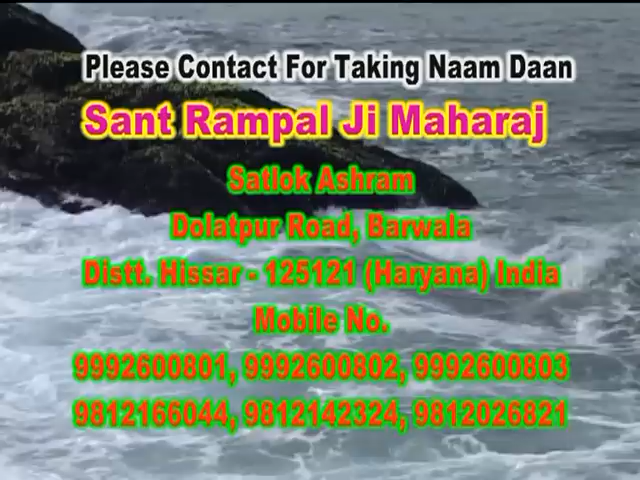 Please Contact For Taking Naam Daan
Sant Rampal Ji Maharaj
Satlok Ashram
Dolatpur Road, Barwala
Distt. Hissar - 125121 (Haryana) India
Mobile No.
9992600801, 9992600802, 9992600803
9812166044, 9812142324, 9812026821